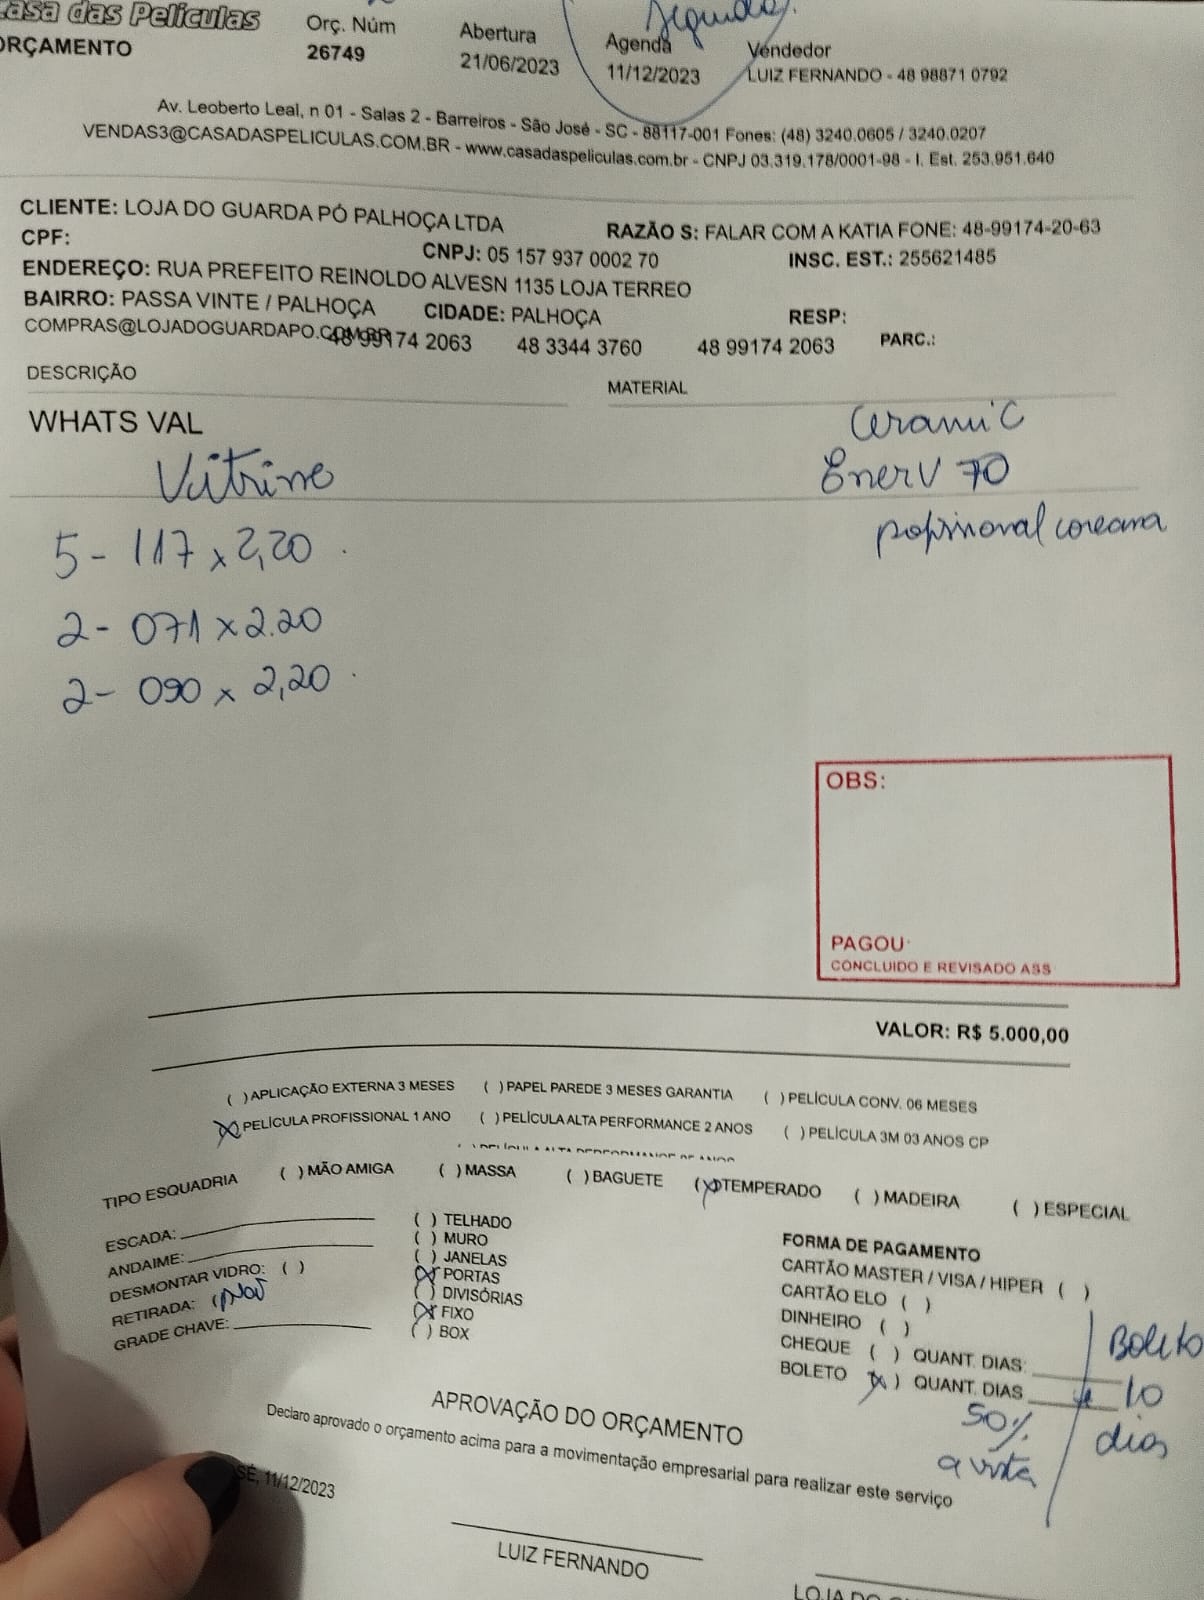 Casa das Películas
ORÇAMENTO
Orç. Núm
26749
Abertura
21/06/2023
Segunda
Agenda
11/12/2023
Vendedor
LUIZ FERNANDO - 48 98871 0792
Av. Leoberto Leal, n 01 - Salas 2 - Barreiros - São José - SC - 88117-001 Fones: (48) 3240.0605 / 3240.0207
VENDAS3@CASADASPELICULAS.COM.BR - www.casadaspeliculas.com.br - CNPJ 03.319.178/0001-98 - I. Est. 253.951.640
CLIENTE: LOJA DO GUARDA PÓ PALHOÇA LTDA
RAZÃO S: FALAR COM A KATIA FONE: 48-99174-20-63
CPF:
CNPJ: 05 157 937 0002 70
INSC. EST.: 255621485
ENDEREÇO: RUA PREFEITO REINOLDO ALVESN 1135 LOJA TERREO
BAIRRO: PASSA VINTE / PALHOÇA
CIDADE: PALHOÇA
RESP:
COMPRAS@LOJADOGUARDAPO.COM.BR
48 99174 2063
48 3344 3760
48 99174 2063
PARC.:
DESCRIÇÃO
MATERIAL
WHATS VAL
Ceramic
Vitrine
EnerV 70
5 - 117 x 2,20
coreana
2 - 071 x 2.20
2 - 090 x 2,20
OBS:
PAGOU:
CONCLUIDO E REVISADO ASS
VALOR: R$ 5.000,00
( ) APLICAÇÃO EXTERNA 3 MESES ( ) PAPEL PAREDE 3 MESES GARANTIA ( ) PELÍCULA CONV. 06 MESES
(X) PELÍCULA PROFISSIONAL 1 ANO ( ) PELÍCULA ALTA PERFORMANCE 2 ANOS ( ) PELÍCULA 3M 03 ANOS CP
TIPO ESQUADRIA ( ) MÃO AMIGA ( ) MASSA ( ) BAGUETE (X) TEMPERADO ( ) MADEIRA ( ) ESPECIAL
ESCADA:
ANDAIME:
DESMONTAR VIDRO: ( )
RETIRADA: ( ) Não
GRADE CHAVE:
( ) TELHADO
( ) MURO
( ) JANELAS
(X) PORTAS
( ) DIVISÓRIAS
(X) FIXO
( ) BOX
FORMA DE PAGAMENTO
CARTÃO MASTER / VISA / HIPER ( )
CARTÃO ELO ( )
DINHEIRO ( )
CHEQUE ( ) QUANT. DIAS:
BOLETO (X) QUANT. DIAS
50%
a vista
Boleto
10
dias
APROVAÇÃO DO ORÇAMENTO
Declaro aprovado o orçamento acima para a movimentação empresarial para realizar este serviço
SÉ, 11/12/2023
LUIZ FERNANDO
LOJA DO